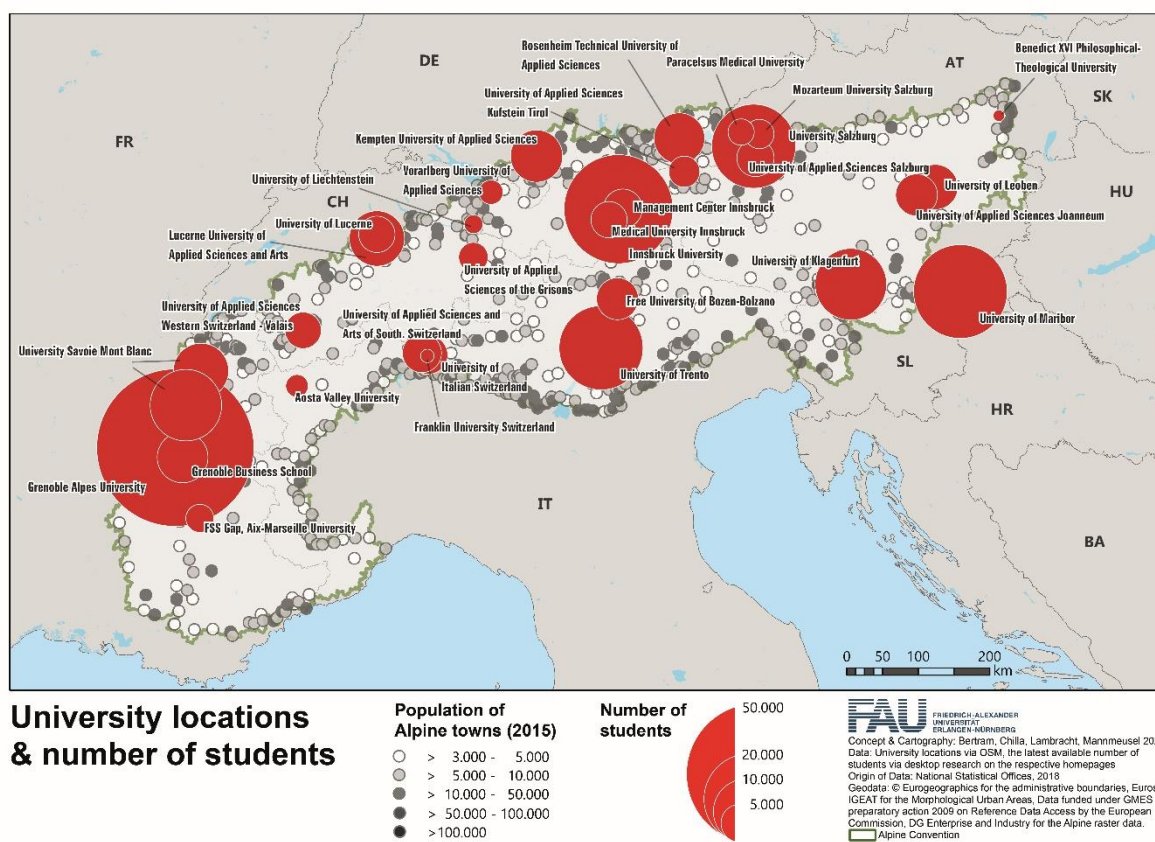 DE
AT
SK
FR
HU
CH
SL
HR
IT
BA
Rosenheim Technical University of
Applied Sciences
Paracelsus Medical University
Benedict XVI Philosophical-
Theological University
Mozarteum University Salzburg
University of Applied Sciences
Kufstein Tirol
Kempten University of Applied Sciences
University Salzburg
University of Applied Sciences Salzburg
Vorarlberg University of
Applied Sciences
University of Liechtenstein
University of Leoben
University of Applied Sciences Joanneum
Management Center Innsbruck
Medical University Innsbruck
Innsbruck University
University of Lucerne
Lucerne University of
Applied Sciences and Arts
University of Klagenfurt
University of Applied
Sciences of the Grisons
Free University of Bozen-Bolzano
University of Maribor
University of Applied Sciences
Western Switzerland - Valais
University of Applied Sciences and
Arts of South. Switzerland
University Savoie Mont Blanc
University of
Italian Switzerland
University of Trento
Aosta Valley University
Franklin University Switzerland
Grenoble Business School
Grenoble Alpes University
FSS Gap, Aix-Marseille University
0 50 100 200
km
University locations
& number of students
Population of
Alpine towns (2015)
> 3.000 - 5.000
> 5.000 - 10.000
> 10.000 - 50.000
> 50.000 - 100.000
>100.000
Number of
students
50.000
20.000
10.000
5.000
FAU
FRIEDRICH-ALEXANDER
UNIVERSITÄT
ERLANGEN-NÜRNBERG
Concept & Cartography: Bertram, Chilla, Lambracht, Mannmeusel 20
Data: University locations via OSM, the latest available number of
students via desktop research on the respective homepages
Origin of Data: National Statistical Offices, 2018
Geodata: © Eurogeographics for the administrative boundaries, Euros
IGEAT for the Morphological Urban Areas, Data funded under GMES
preparatory action 2009 on Reference Data Access by the European
Commission, DG Enterprise and Industry for the Alpine raster data.
Alpine Convention